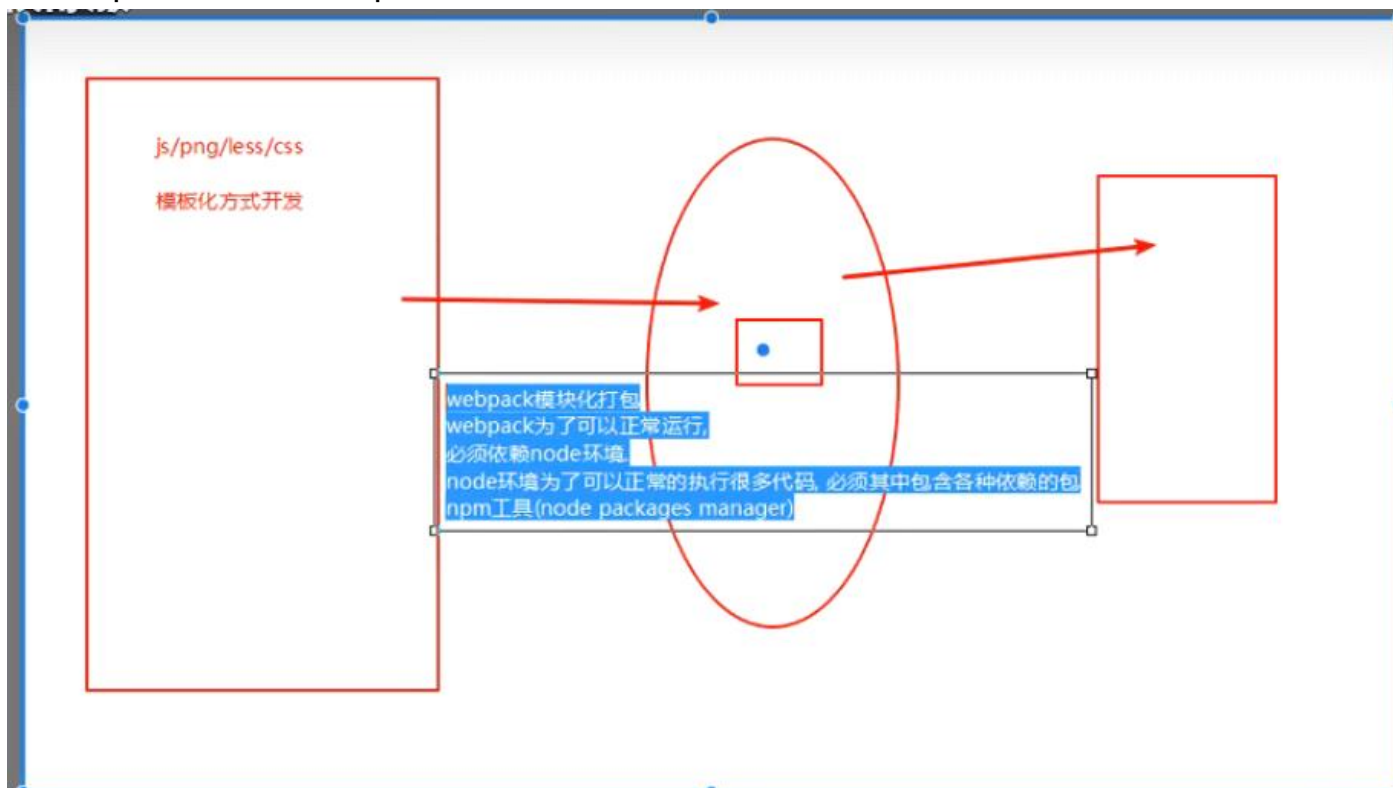 js/png/less/css
模板化方式开发
webpack模块化打包
webpack为了可以正常运行,
必须依赖node环境.
node环境为了可以正常的执行很多代码, 必须其中包含各种依赖的包
npm工具(node packages manager)